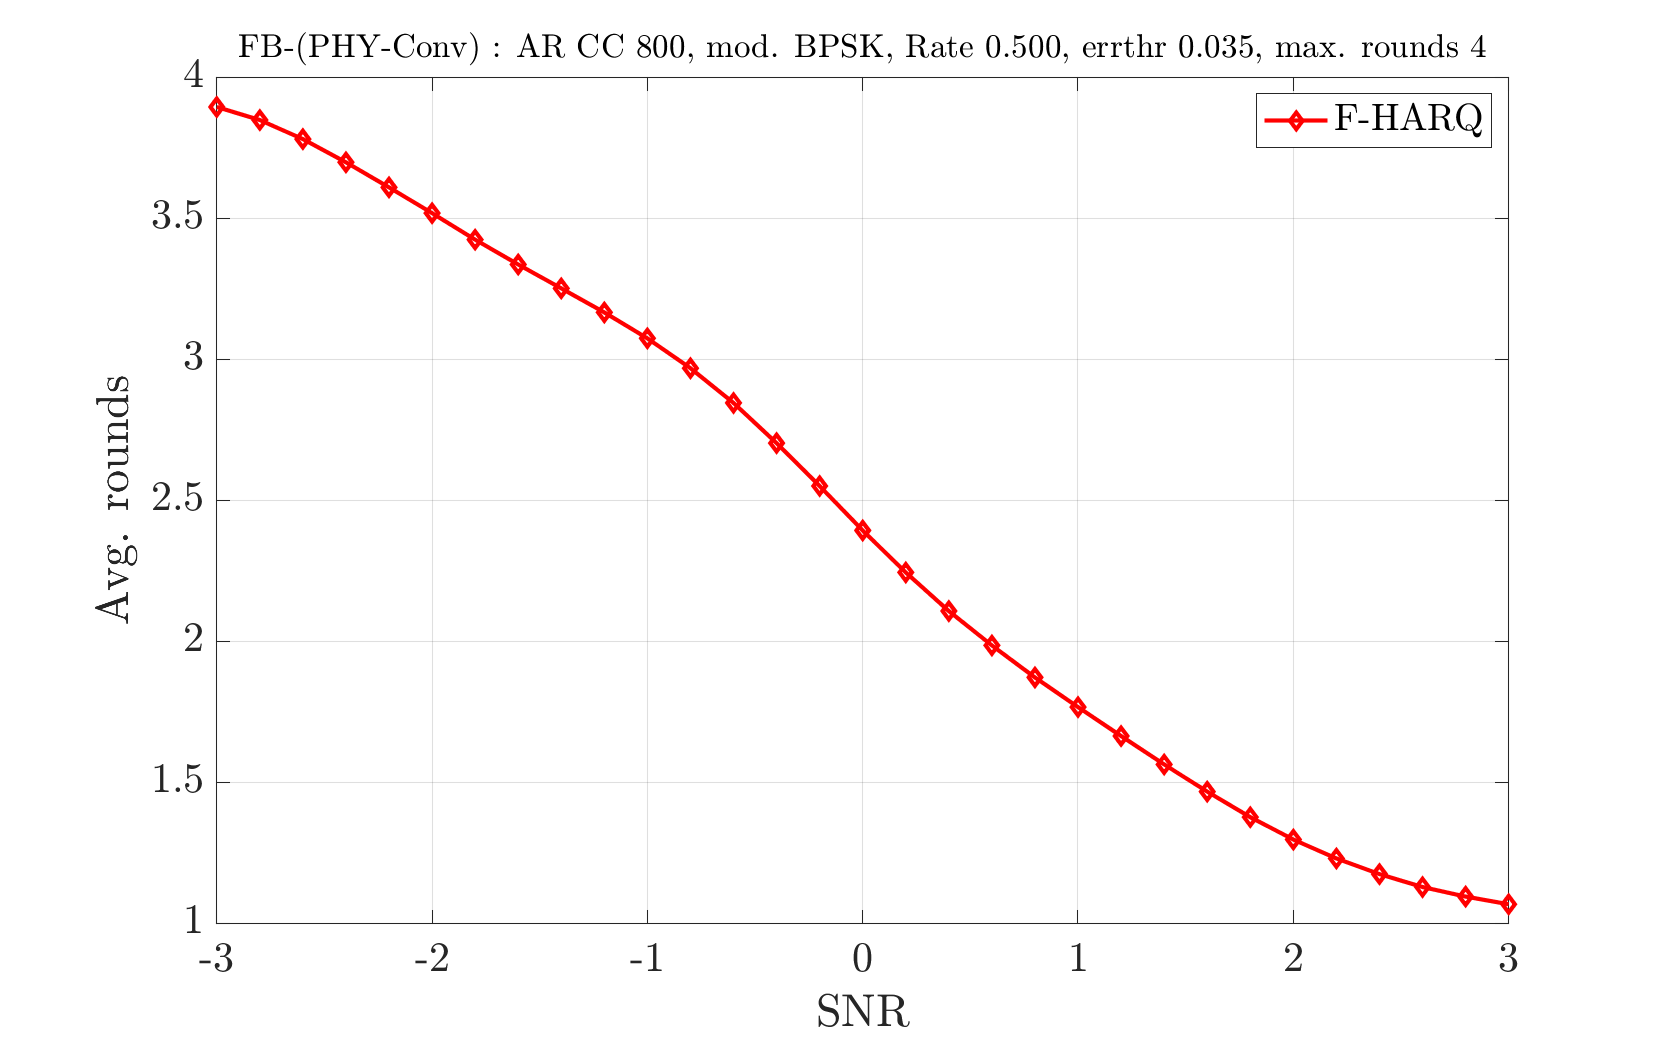 FB-(PHY-Conv) : AR CC 800, mod. BPSK, Rate 0.500, errthr 0.035, max. rounds 4
F-HARQ
4
3.5
3
2.5
2
1.5
1
Avg. rounds
-3 -2 -1 0 1 2 3
SNR